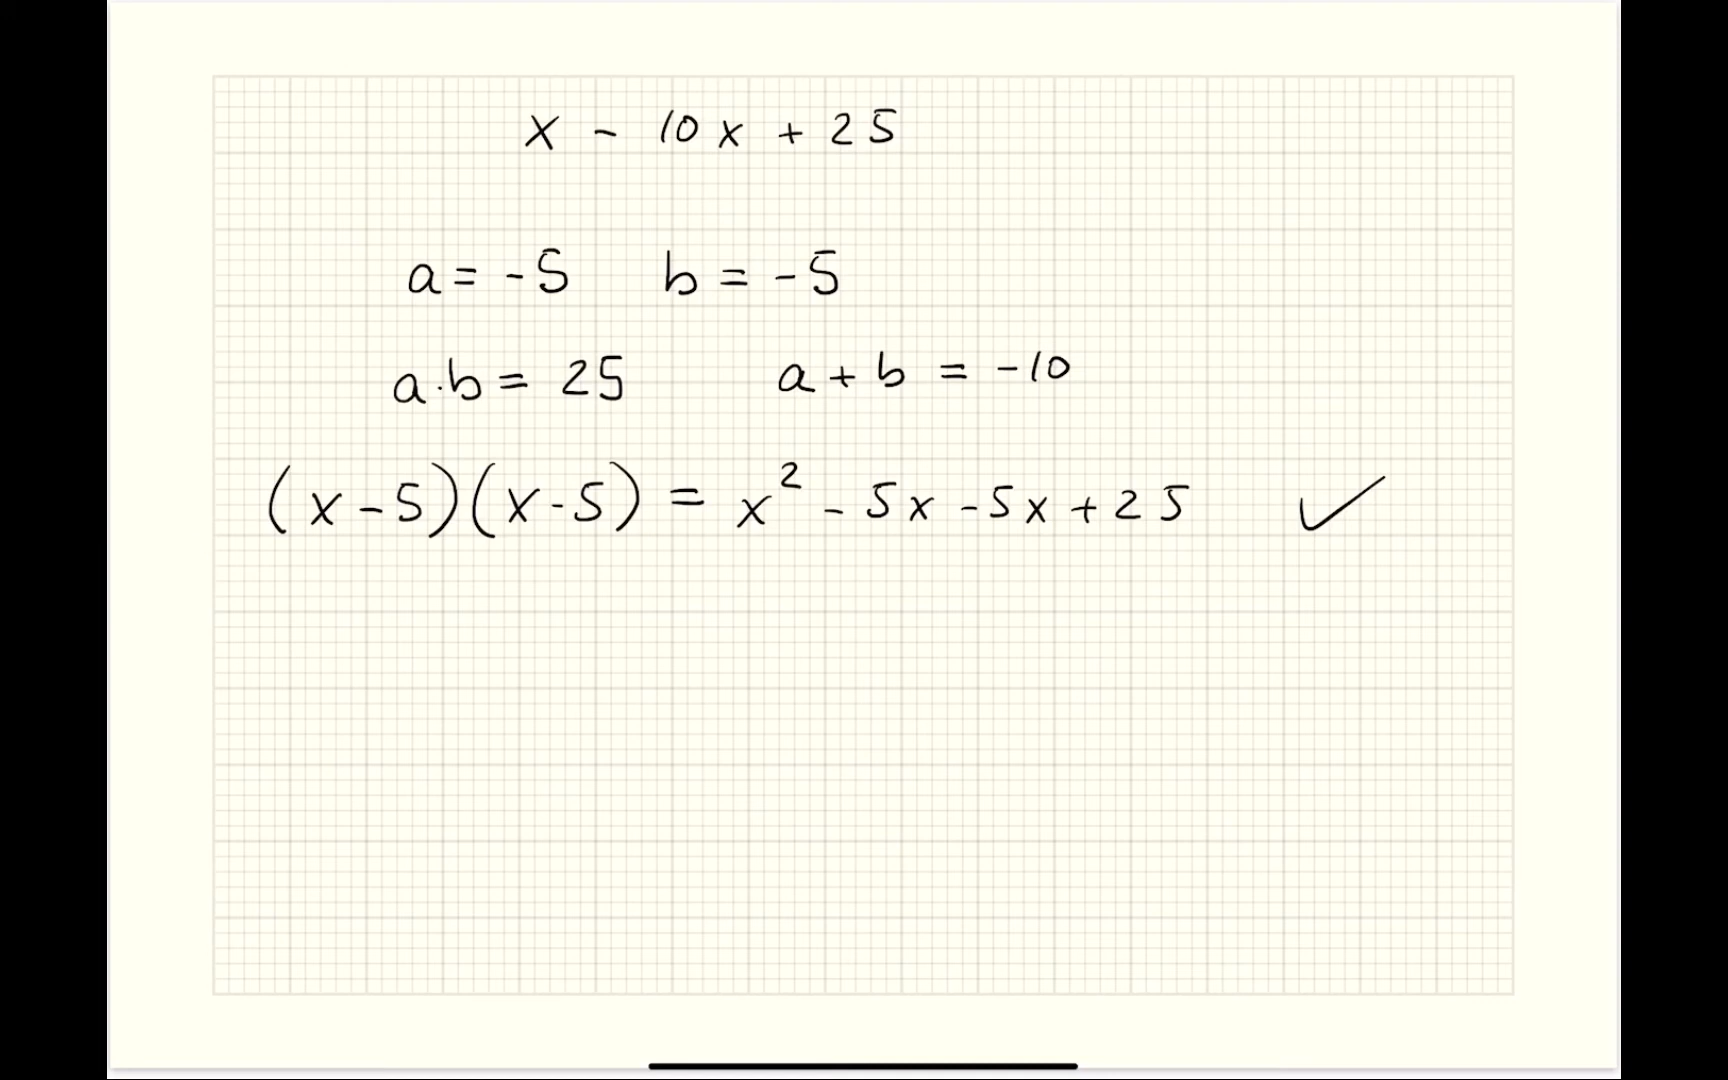 x - 10x + 25
a = -5 b = -5
a·b = 25 a + b = -10
(x-5)(x-5) = x² - 5x - 5x + 25 ✓